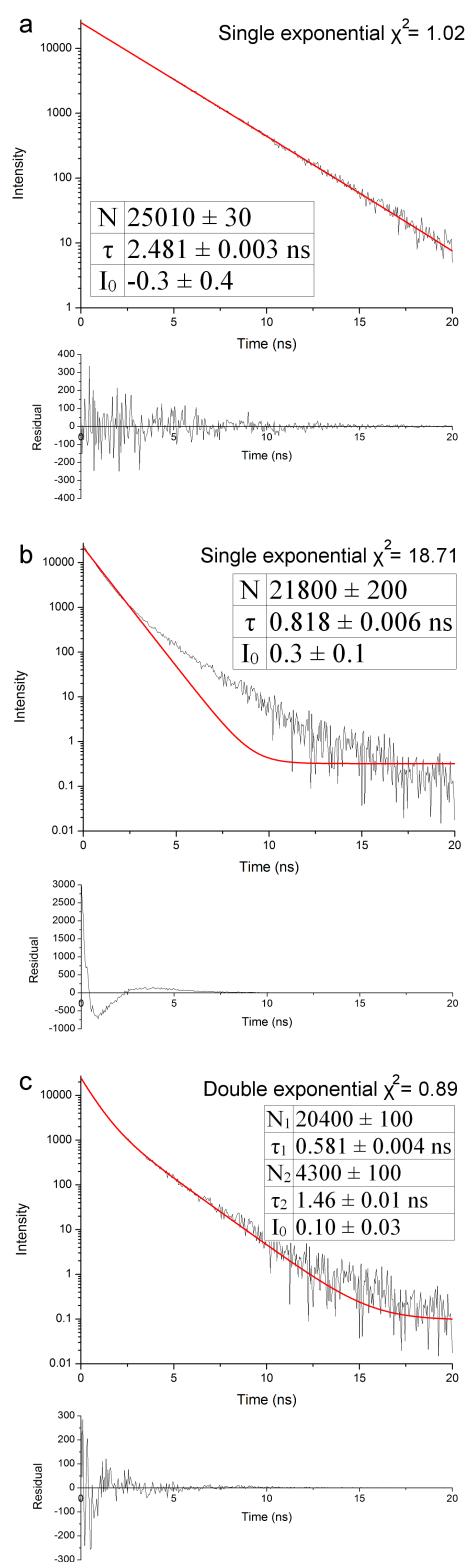 a
Single exponential χ²= 1.02
10000
1000
100
10
1
Intensity
N 25010 ± 30
τ 2.481 ± 0.003 ns
I₀ -0.3 ± 0.4
0 5 10 15 20
Time (ns)
400
300
200
100
0
-100
-200
-300
-400
Residual
0 5 10 15 20
Time (ns)
b
Single exponential χ²= 18.71
10000
1000
100
10
1
0.1
0.01
Intensity
N 21800 ± 200
τ 0.818 ± 0.006 ns
I₀ 0.3 ± 0.1
0 5 10 15 20
Time (ns)
3000
2500
2000
1500
1000
500
0
-500
-1000
Residual
0 5 10 15 20
Time (ns)
c
Double exponential χ²= 0.89
10000
1000
100
10
1
0.1
0.01
Intensity
N₁ 20400 ± 100
τ₁ 0.581 ± 0.004 ns
N₂ 4300 ± 100
τ₂ 1.46 ± 0.01 ns
I₀ 0.10 ± 0.03
0 5 10 15 20
Time (ns)
300
200
100
0
-100
-200
-300
Residual
0 5 10 15 20
Time (ns)